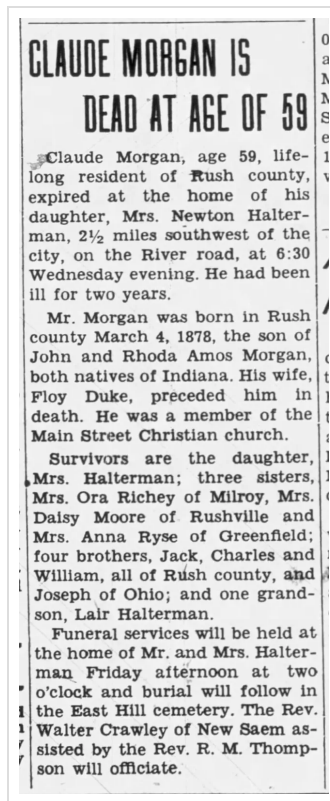 CLAUDE MORGAN IS
DEAD AT AGE OF 59
Claude Morgan, age 59, life-
long resident of Rush county,
expired at the home of his
daughter, Mrs. Newton Halter-
man, 2½ miles southwest of the
city, on the River road, at 6:30
Wednesday evening. He had been
ill for two years.
Mr. Morgan was born in Rush
county March 4, 1878, the son of
John and Rhoda Amos Morgan,
both natives of Indiana. His wife,
Floy Duke, preceded him in
death. He was a member of the
Main Street Christian church.
Survivors are the daughter,
Mrs. Halterman; three sisters,
Mrs. Ora Richey of Milroy, Mrs.
Daisy Moore of Rushville and
Mrs. Anna Ryse of Greenfield;
four brothers, Jack, Charles and
William, all of Rush county, and
Joseph of Ohio; and one grand-
son, Lair Halterman.
Funeral services will be held at
the home of Mr. and Mrs. Halter-
man Friday afternoon at two
o'clock and burial will follow in
the East Hill cemetery. The Rev.
Walter Crawley of New Saem as-
sisted by the Rev. R. M. Thomp-
son will officiate.